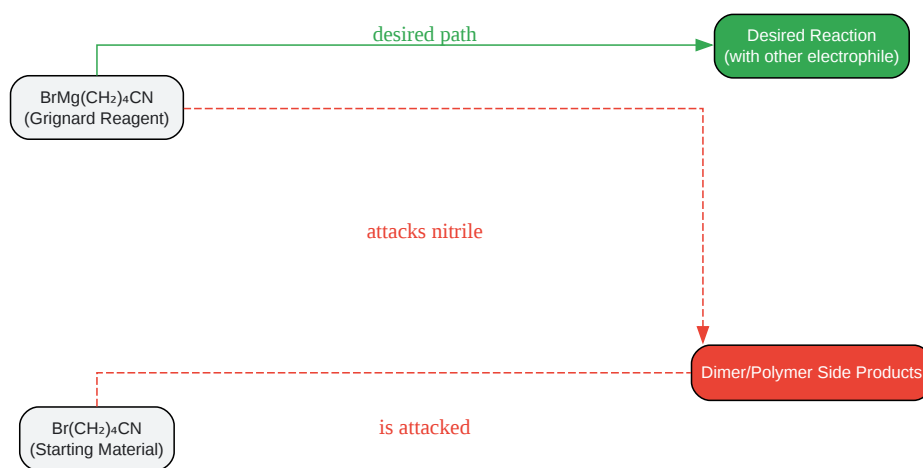 desired path
Desired Reaction
(with other electrophile)
BrMg(CH₂)₄CN
(Grignard Reagent)
attacks nitrile
Dimer/Polymer Side Products
Br(CH₂)₄CN
(Starting Material)
is attacked